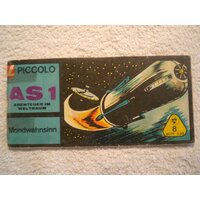 PICCOLO
AS 1
ABENTEUER IM
WELTRAUM
Mondwahnsinn
8